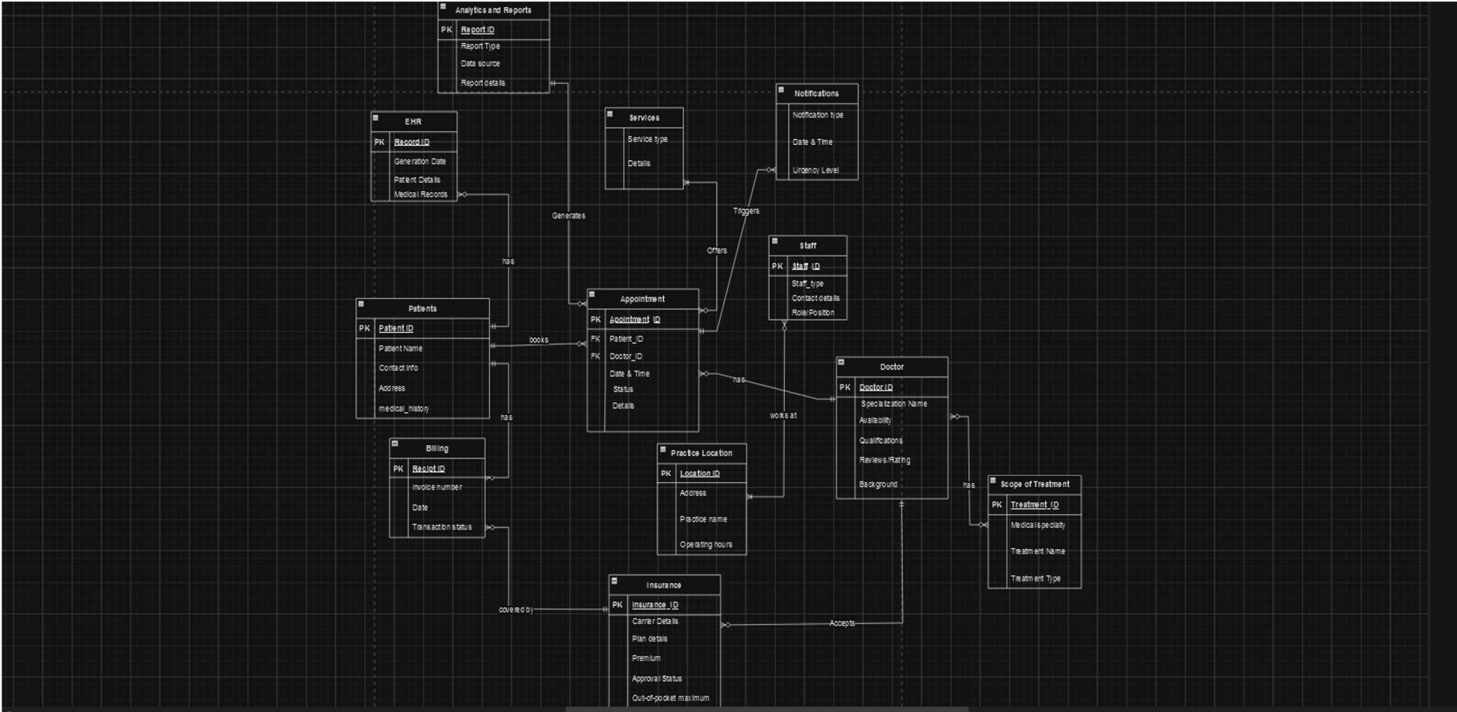 Analytics and Reports
PK Report ID
Report Type
Data source
Report details
EHR
PK Record ID
Generation Date
Patient Details
Medical Records
Services
Service type
Details
Notifications
Notification type
Date & Time
Urgency Level
Generates
Triggers
Offers
has
Staff
PK Staff_ID
Staff_type
Contact details
Role/Position
Patients
PK Patient ID
Patient Name
Contact Info
Address
medical_history
books
Appointment
PK Apointment_ID
FK Patient_ID
FK Doctor_ID
Date & Time
Status
Details
has
works at
Doctor
PK Doctor ID
Specialization Name
Availability
Qualifications
Reviews/Rating
Background
has
Billing
PK Recipt ID
Invoice number
Date
Transaction status
Practice Location
PK Location ID
Address
Practice name
Operating hours
has
Scope of Treatment
PK Treatment_ID
Medical specialty
Treatment Name
Treatment Type
covered by
Insurance
PK Insurance_ID
Carrier Details
Plan details
Premium
Approval Status
Out-of-pocket maximum
Accepts